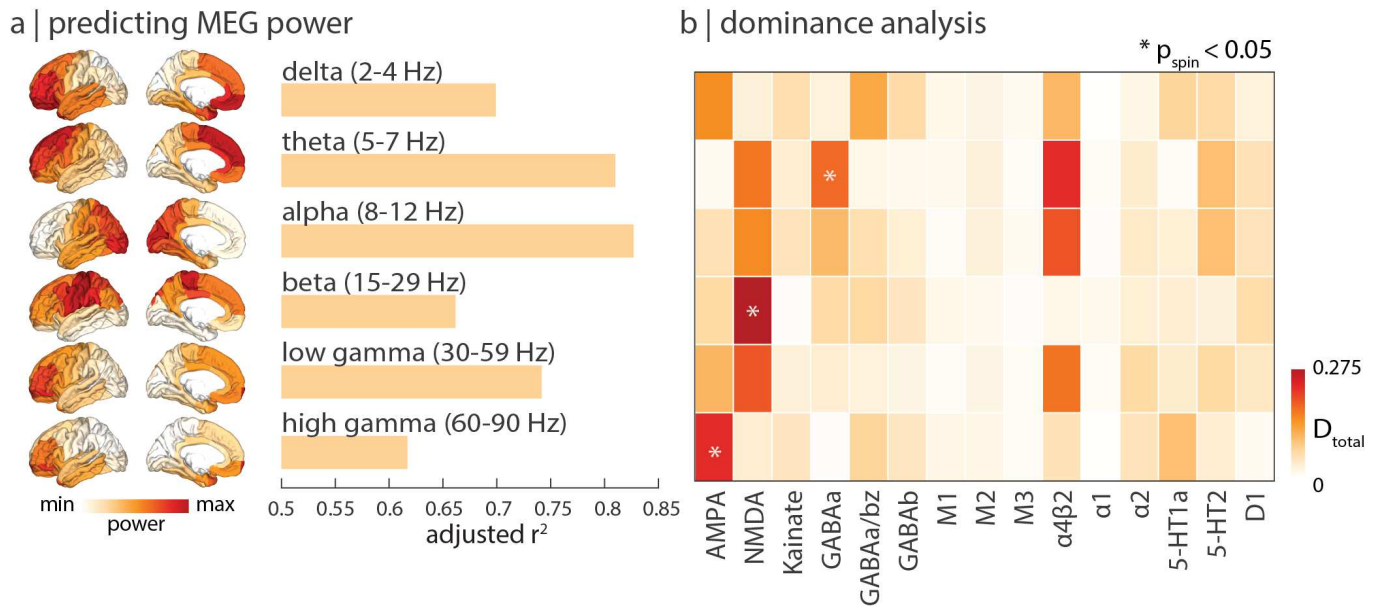 a | predicting MEG power
delta (2-4 Hz)
theta (5-7 Hz)
alpha (8-12 Hz)
beta (15-29 Hz)
low gamma (30-59 Hz)
high gamma (60-90 Hz)
min max
power
0.5 0.55 0.6 0.65 0.7 0.75 0.8 0.85
adjusted r²
b | dominance analysis
* pspin < 0.05
*
*
*
0.275
Dtotal
0
AMPA
NMDA
Kainate
GABAa
GABAa/bz
GABAb
M1
M2
M3
α4β2
α1
α2
5-HT1a
5-HT2
D1